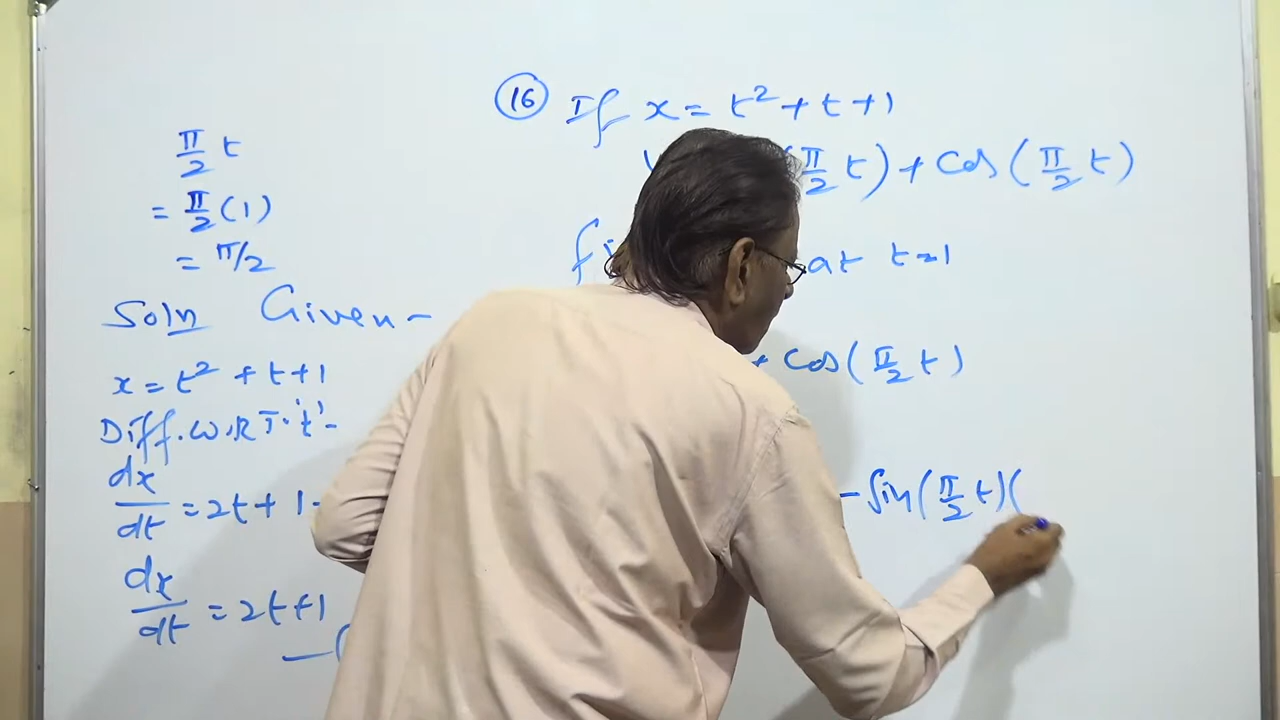 (16) If x = t² + t + 1
(π/2 t) + Cos (π/2 t)
at t=1
π/2 t
= π/2 (1)
= π/2
Soln Given -
x = t² + t + 1
Diff. W.R.T. 't' -
dx/dt = 2t + 1 -
dx/dt = 2t + 1
+ Cos (π/2 t)
- Sin (π/2 t) (